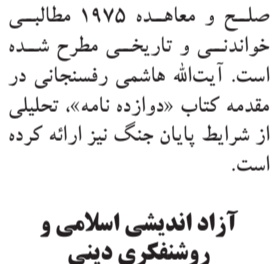 صلح و معاهده ۱۹۷۵ مطالبی
خواندنی و تاریخی مطرح شده
است. آیت‌الله هاشمی رفسنجانی در
مقدمه کتاب «دوازده نامه»، تحلیلی
از شرایط پایان جنگ نیز ارائه کرده
است.
آزاد اندیشی اسلامی و
روشنفکری دینی